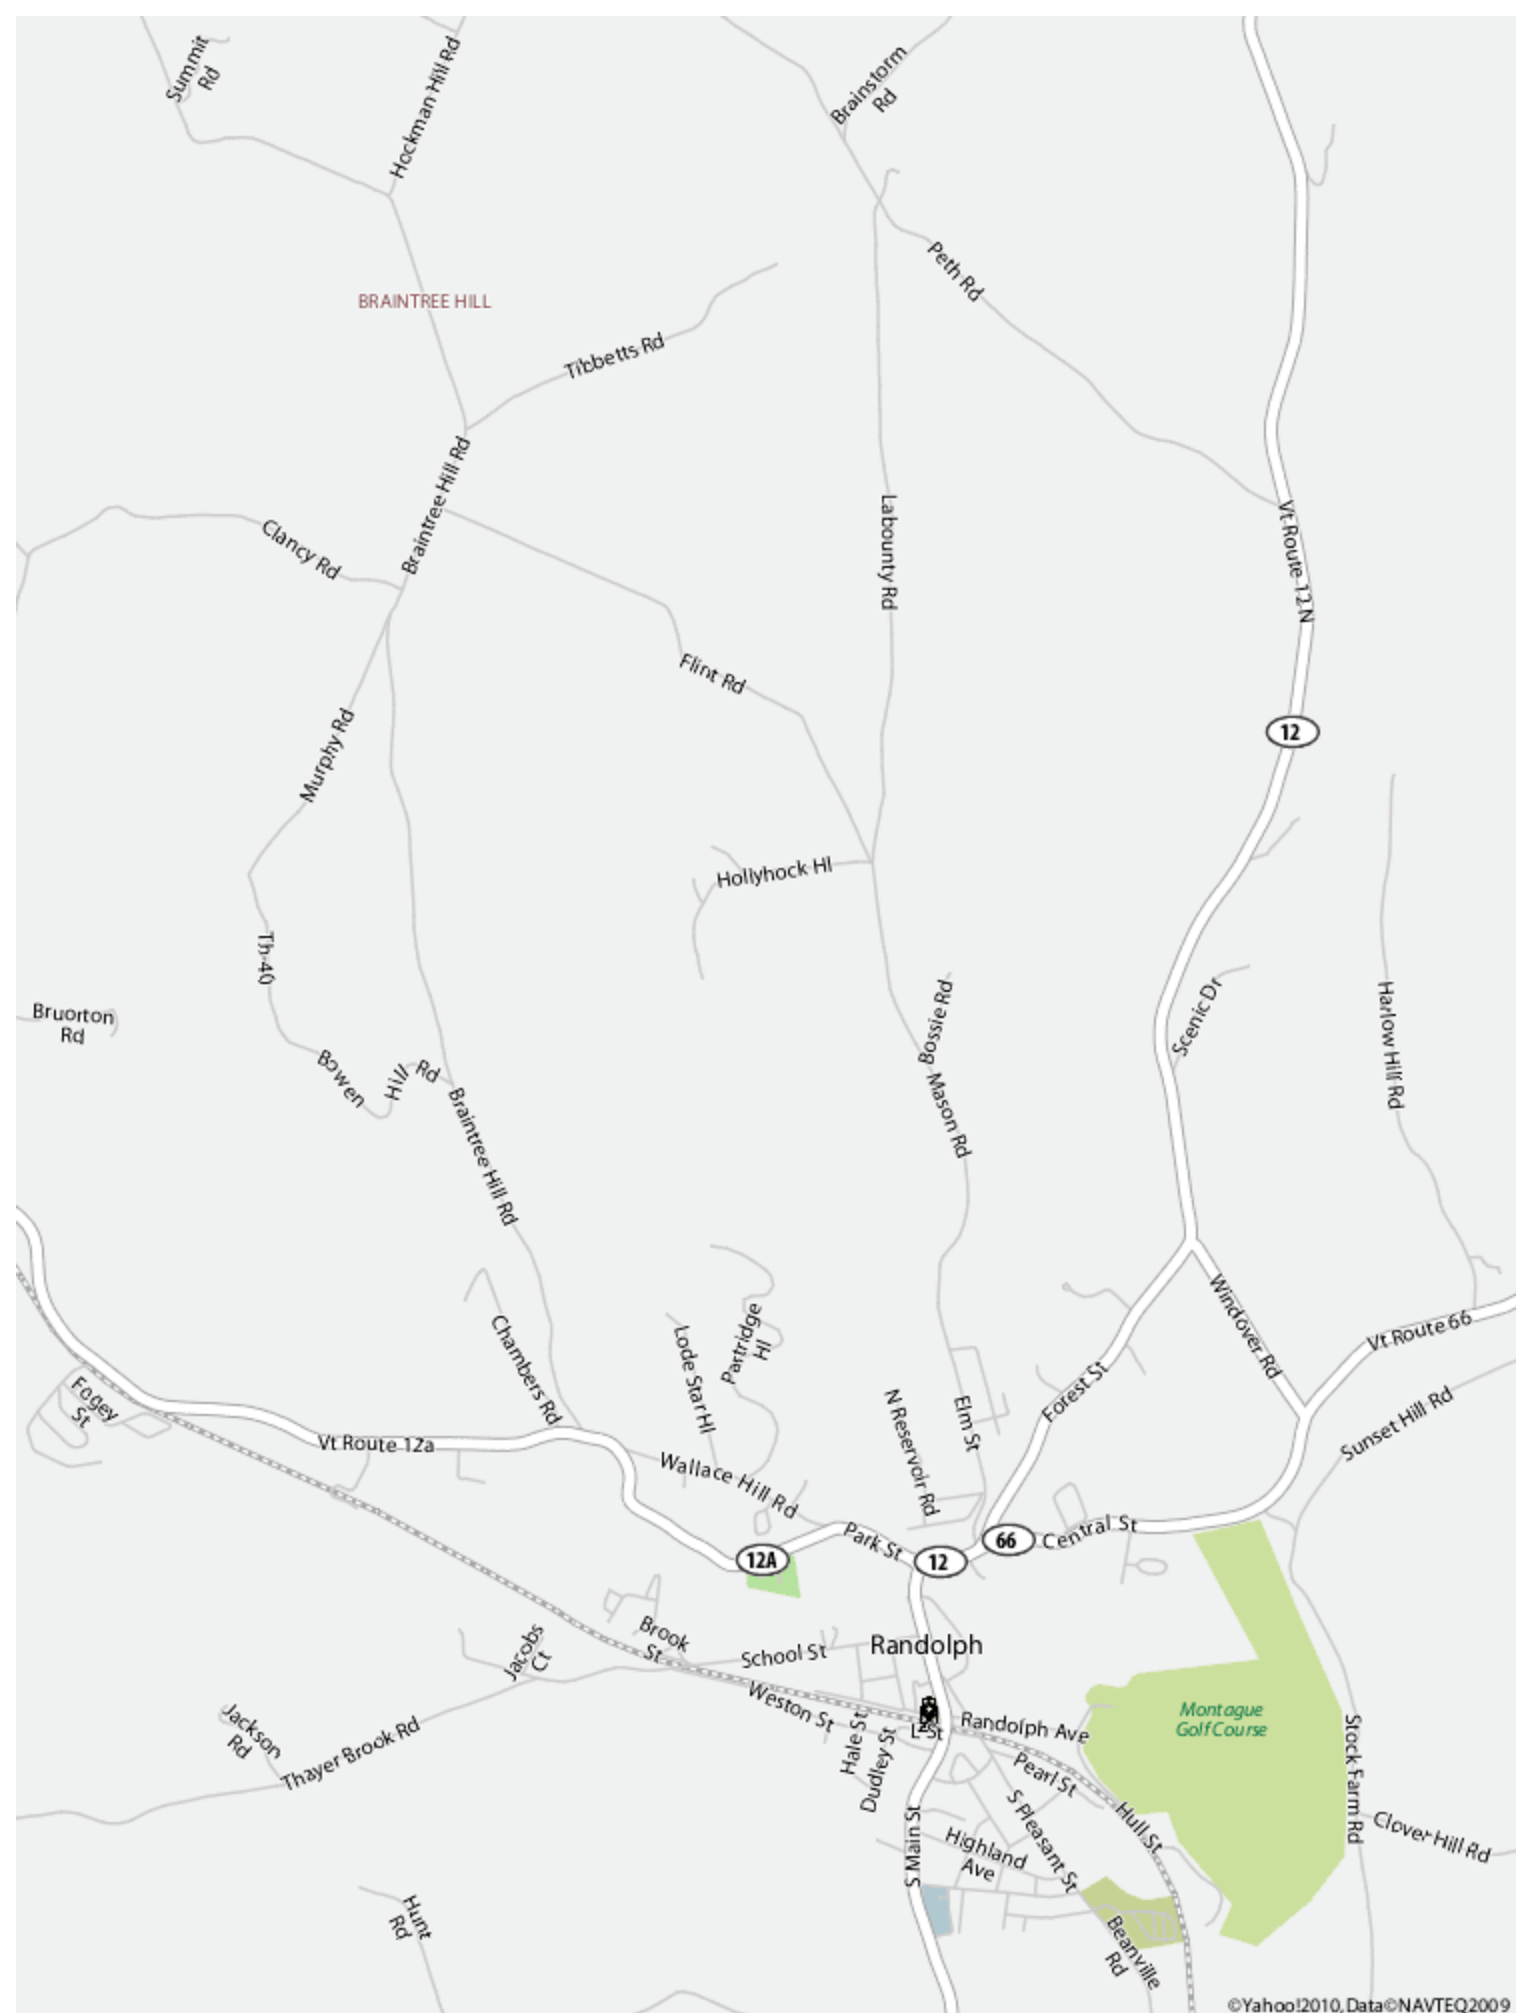 Summit
Rd
Hockman Hill Rd
Brainstorm
Rd
Peth Rd
BRAINTREE HILL
Tibbetts Rd
Braintree Hill Rd
Clancy Rd
Labounty Rd
Vt Route 12 N
Flint Rd
Murphy Rd
12
Hollyhock Hl
Th-40
Bruorton
Rd
Bossie Rd
Scenic Dr
Harlow Hill Rd
Bowen
Hill
Rd
Mason Rd
Braintree Hill Rd
Windover Rd
Vt Route 66
Chambers Rd
Lode Star Hl
Partridge
Hl
Fogey
St
Forest St
Elm St
N Reservoir Rd
Sunset Hill Rd
Vt Route 12a
Wallace Hill Rd
Park St
66
Central St
12A
12
Brook
St
Jacobs
Ct
School St
Randolph
Weston St
Hale St
Dudley St
L St
Randolph Ave
Montague
Golf Course
Jackson
Rd
Thayer Brook Rd
Pearl St
Stock Farm Rd
S Main St
S Pleasant St
Hull St
Clover Hill Rd
Highland
Ave
Hunt
Rd
Beanville
Rd
©Yahoo!2010, Data©NAVTEQ2009